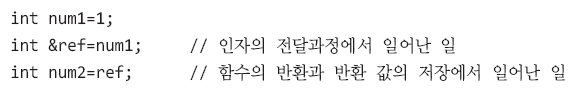 int num1=1;
int &ref=num1;     // 인자의 전달과정에서 일어난 일
int num2=ref;      // 함수의 반환과 반환 값의 저장에서 일어난 일